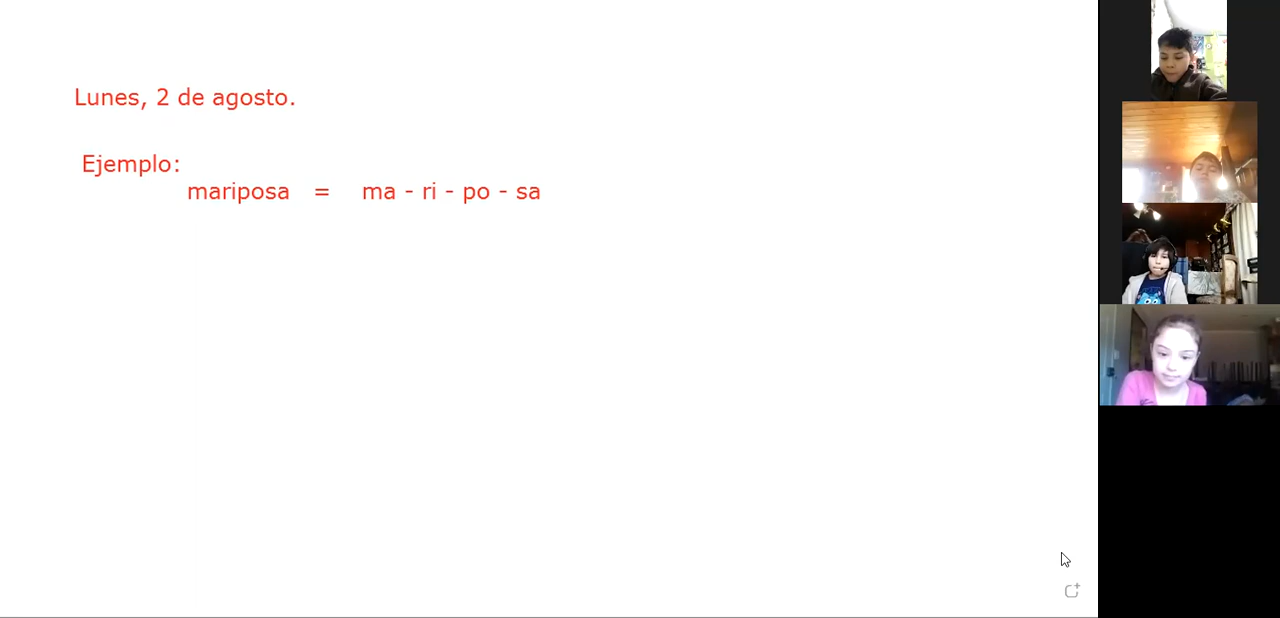 Lunes, 2 de agosto.
Ejemplo:
mariposa = ma - ri - po - sa